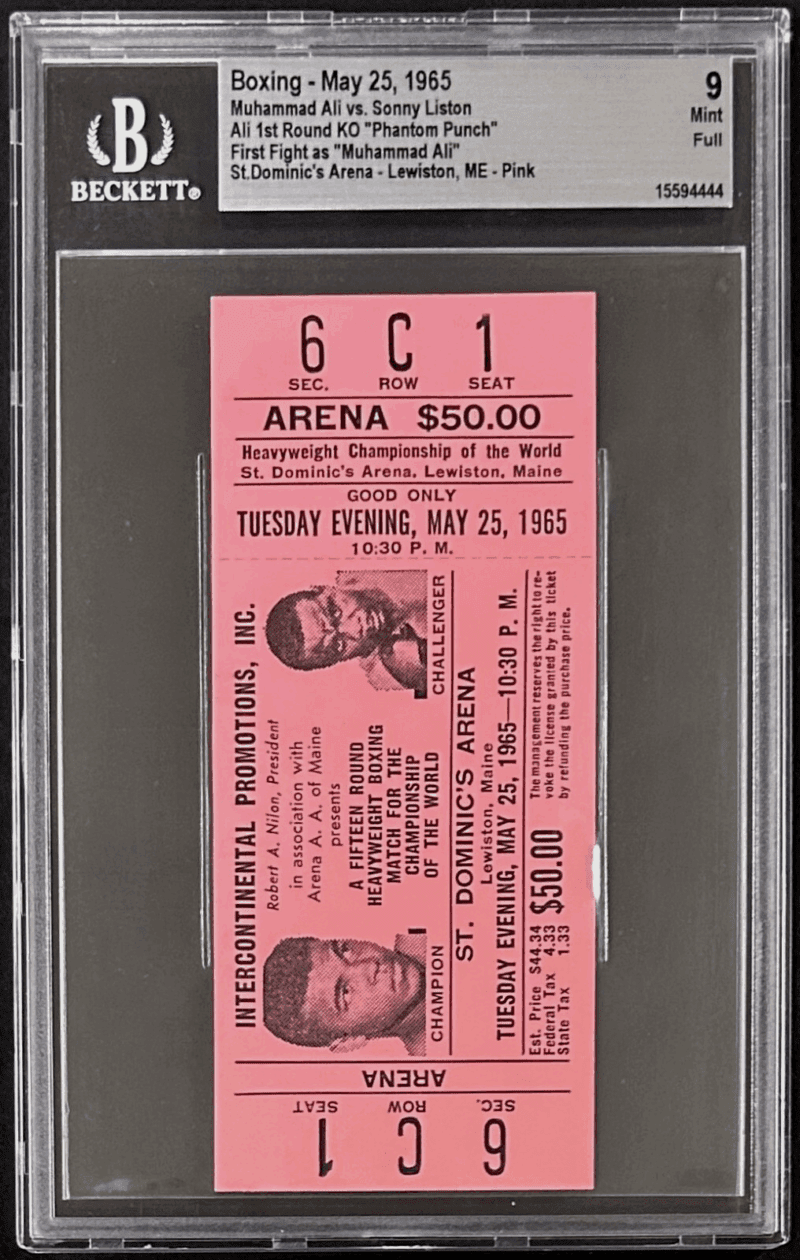 Boxing - May 25, 1965
Muhammad Ali vs. Sonny Liston
Ali 1st Round KO "Phantom Punch"
First Fight as "Muhammad Ali"
St.Dominic's Arena - Lewiston, ME - Pink
9
Mint
Full
15594444
B
BECKETT®
6 C 1
SEC. ROW SEAT
ARENA $50.00
Heavyweight Championship of the World
St. Dominic's Arena, Lewiston, Maine
GOOD ONLY
TUESDAY EVENING, MAY 25, 1965
10:30 P. M.
INTERCONTINENTAL PROMOTIONS, INC.
Robert A. Nilon, President
in association with
Arena A. A. of Maine
presents
A FIFTEEN ROUND
HEAVYWEIGHT BOXING
MATCH FOR THE
CHAMPIONSHIP
OF THE WORLD
CHAMPION
CHALLENGER
ST. DOMINIC'S ARENA
Lewiston, Maine
TUESDAY EVENING, MAY 25, 1965—10:30 P. M.
Est. Price $44.34
Federal Tax 4.33
State Tax 1.33
$50.00
The management reserves the right to re-
voke the license granted by this ticket
by refunding the purchase price.
ARENA
SEC. ROW SEAT
6 C 1